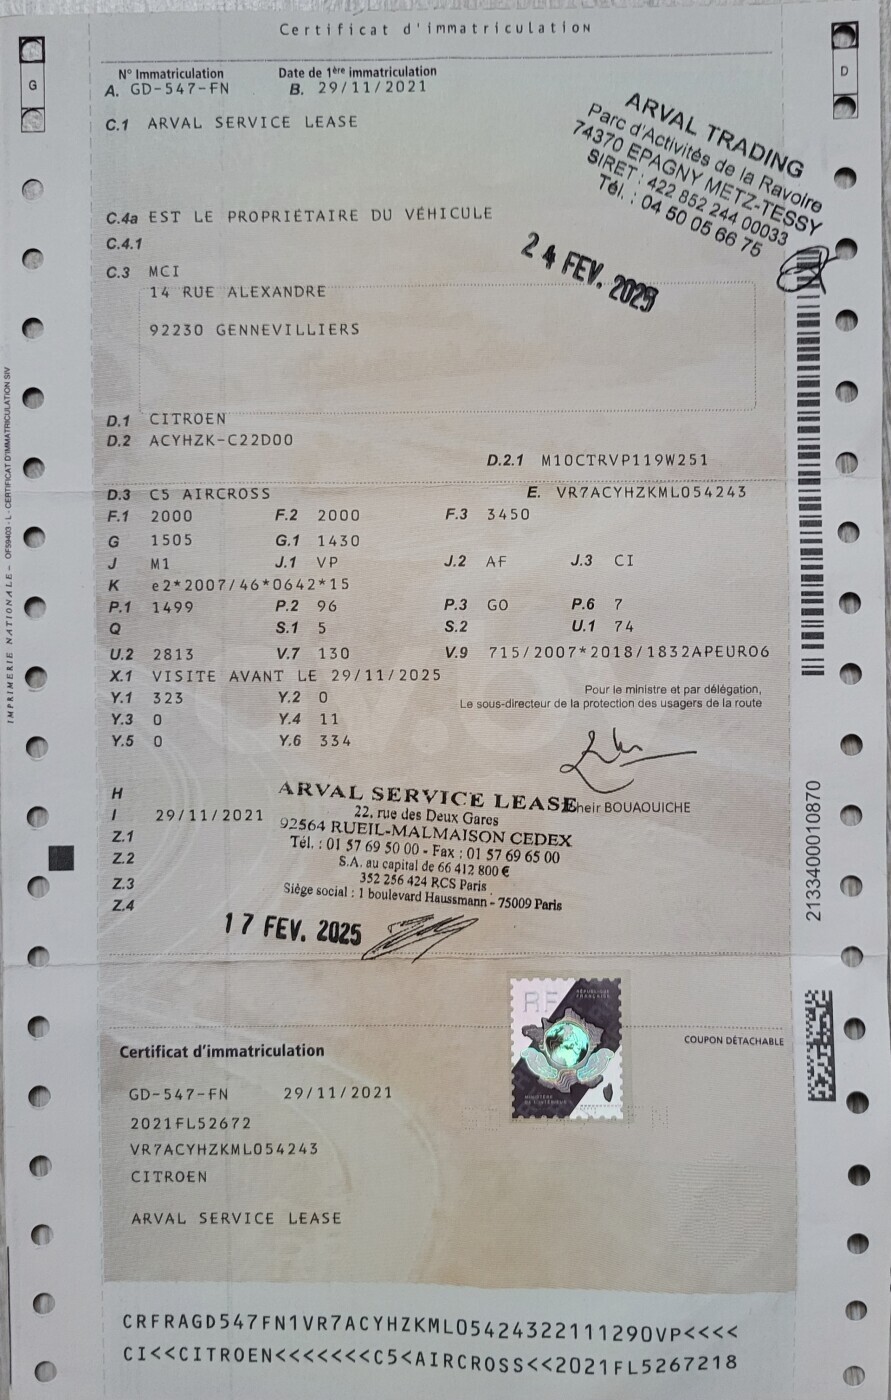 Certificat d'immatriculation
G
D
N° Immatriculation Date de 1ère immatriculation
A. GD-547-FN B. 29/11/2021
C.1 ARVAL SERVICE LEASE
ARVAL TRADING
Parc d'Activités de la Ravoire
74370 EPAGNY METZ-TESSY
SIRET : 422 852 244 00033
Tél. : 04 50 05 66 75
C.4a EST LE PROPRIÉTAIRE DU VÉHICULE
C.4.1
24 FEV. 2025
C.3 MCI
14 RUE ALEXANDRE
92230 GENNEVILLIERS
D.1 CITROEN
D.2 ACYHZK-C22D00
D.2.1 M10CTRVP119W251
D.3 C5 AIRCROSS E. VR7ACYHZKML054243
F.1 2000 F.2 2000 F.3 3450
G 1505 G.1 1430
J M1 J.1 VP J.2 AF J.3 CI
K e2*2007/46*0642*15
P.1 1499 P.2 96 P.3 GO P.6 7
Q S.1 5 S.2 U.1 74
U.2 2813 V.7 130 V.9 715/2007*2018/1832APEURO6
X.1 VISITE AVANT LE 29/11/2025
Y.1 323 Y.2 0
Y.3 0 Y.4 11
Y.5 0 Y.6 334
Pour le ministre et par délégation,
Le sous-directeur de la protection des usagers de la route
H
I 29/11/2021
Z.1
Z.2
Z.3
Z.4
ARVAL SERVICE LEASE
22, rue des Deux Gares
92564 RUEIL-MALMAISON CEDEX
Tél. : 01 57 69 50 00 - Fax : 01 57 69 65 00
S.A. au capital de 66 412 800 €
352 256 424 RCS Paris
Siège social : 1 boulevard Haussmann - 75009 Paris
BOUAOUICHE
17 FEV. 2025
2133400010870
IMPRIMERIE NATIONALE - OF59403 - L - CERTIFICAT D'IMMATRICULATION SIV
RF
RÉPUBLIQUE
FRANÇAISE
MINISTÈRE
DE L'INTÉRIEUR
COUPON DÉTACHABLE
Certificat d'immatriculation
GD-547-FN 29/11/2021
2021FL52672
VR7ACYHZKML054243
CITROEN
ARVAL SERVICE LEASE
CRFRAGD547FN1VR7ACYHZKML0542432211129OVP<<<<
CI<<CITROEN<<<<<<<C5<AIRCROSS<<2021FL5267218